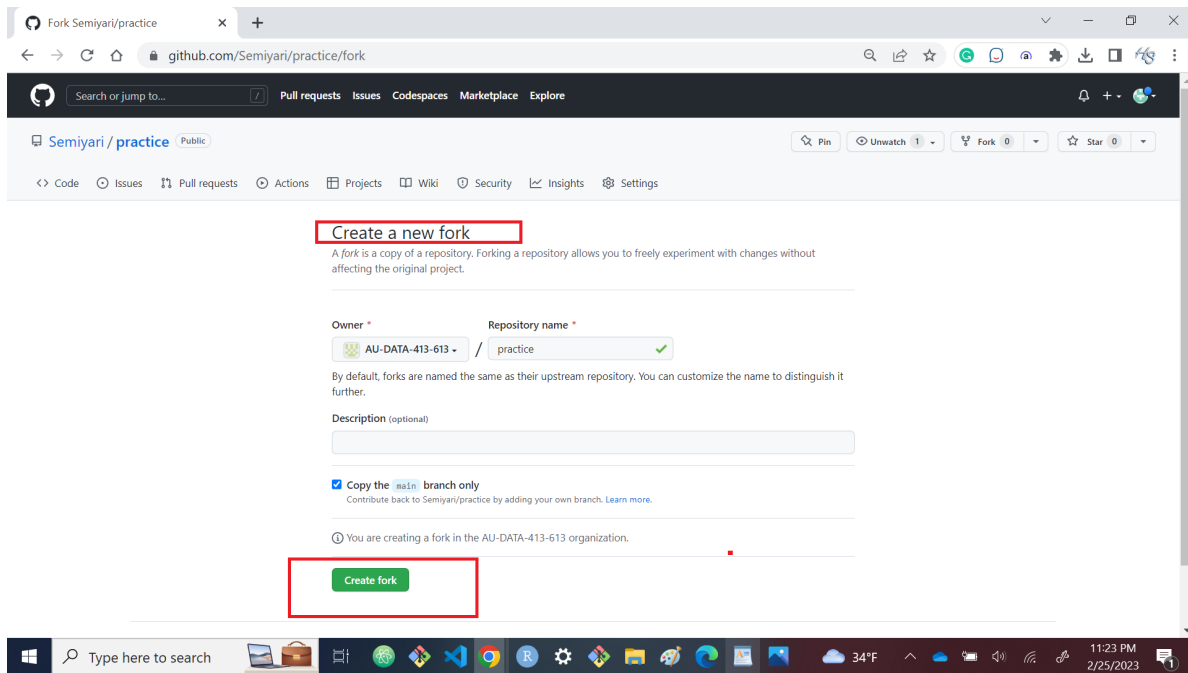 Fork Semiyari/practice
github.com/Semiyari/practice/fork
Search or jump to... / Pull requests Issues Codespaces Marketplace Explore
Semiyari / practice Public Pin Unwatch 1 Fork 0 Star 0
Code Issues Pull requests Actions Projects Wiki Security Insights Settings
Create a new fork
A fork is a copy of a repository. Forking a repository allows you to freely experiment with changes without
affecting the original project.
Owner * Repository name *
AU-DATA-413-613 / practice
By default, forks are named the same as their upstream repository. You can customize the name to distinguish it
further.
Description (optional)
Copy the main branch only
Contribute back to Semiyari/practice by adding your own branch. Learn more.
You are creating a fork in the AU-DATA-413-613 organization.
Create fork
Type here to search 34°F 11:23 PM
2/25/2023 1